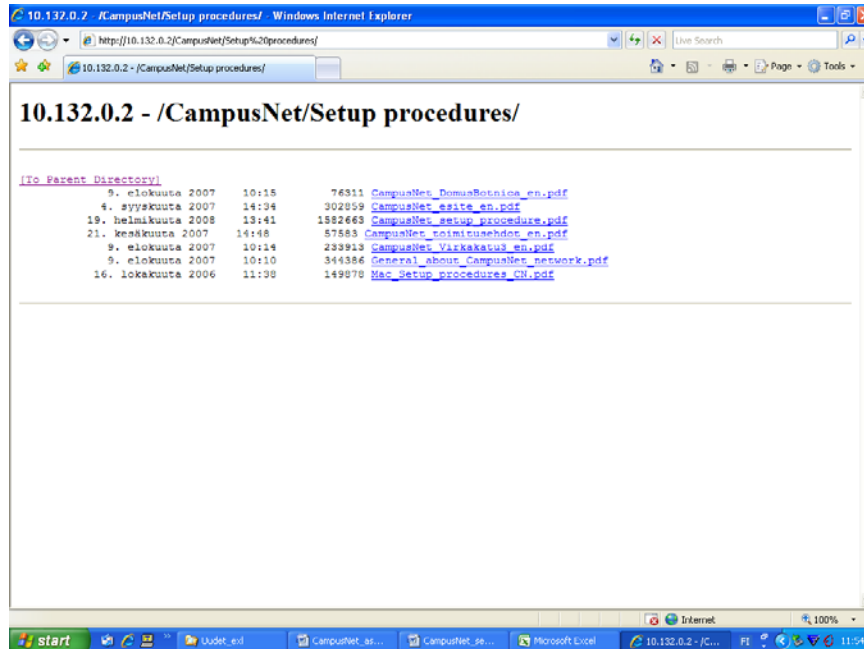 10.132.0.2 - /CampusNet/Setup procedures/ - Windows Internet Explorer
http://10.132.0.2/CampusNet/Setup%20procedures/ Live Search
10.132.0.2 - /CampusNet/Setup procedures/ Page Tools
10.132.0.2 - /CampusNet/Setup procedures/
[To Parent Directory]
9. elokuuta 2007 10:15 76311 CampusNet_DomusBotnica_en.pdf
4. syyskuuta 2007 14:34 302859 CampusNet_esite_en.pdf
19. helmikuuta 2008 13:41 1582663 CampusNet_setup_procedure.pdf
21. kesäkuuta 2007 14:48 57583 CampusNet_toimitusehdot_en.pdf
9. elokuuta 2007 10:14 233913 CampusNet_Virkakatu3_en.pdf
9. elokuuta 2007 10:10 344386 General_about_CampusNet_network.pdf
16. lokakuuta 2006 11:38 149878 Mac_Setup_procedures_CN.pdf
Internet 100%
start Uudet_exl CampusNet_as... CampusNet_se... Microsoft Excel 10.132.0.2 - /C... FI 11:54